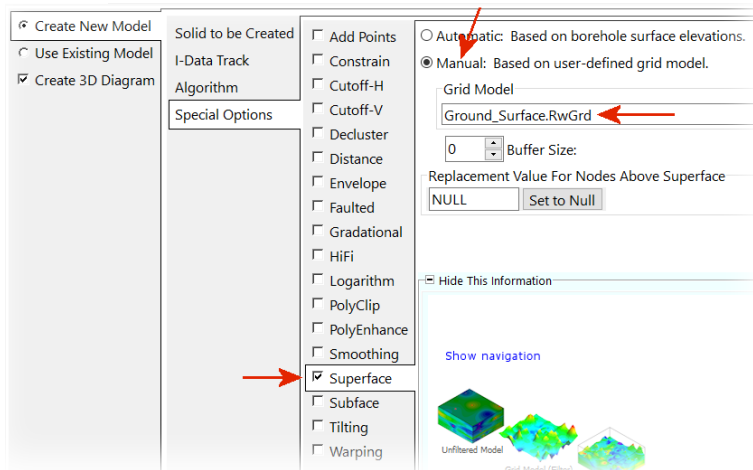 Create New Model
Use Existing Model
Create 3D Diagram
Solid to be Created
I-Data Track
Algorithm
Special Options
Add Points
Constrain
Cutoff-H
Cutoff-V
Decluster
Distance
Envelope
Faulted
Gradational
HiFi
Logarithm
PolyClip
PolyEnhance
Smoothing
Superface
Subface
Tilting
Warping
Automatic: Based on borehole surface elevations.
Manual: Based on user-defined grid model.
Grid Model
Ground_Surface.RwGrd
0 Buffer Size:
Replacement Value For Nodes Above Superface
NULL Set to Null
Hide This Information
Show navigation
Unfiltered Model